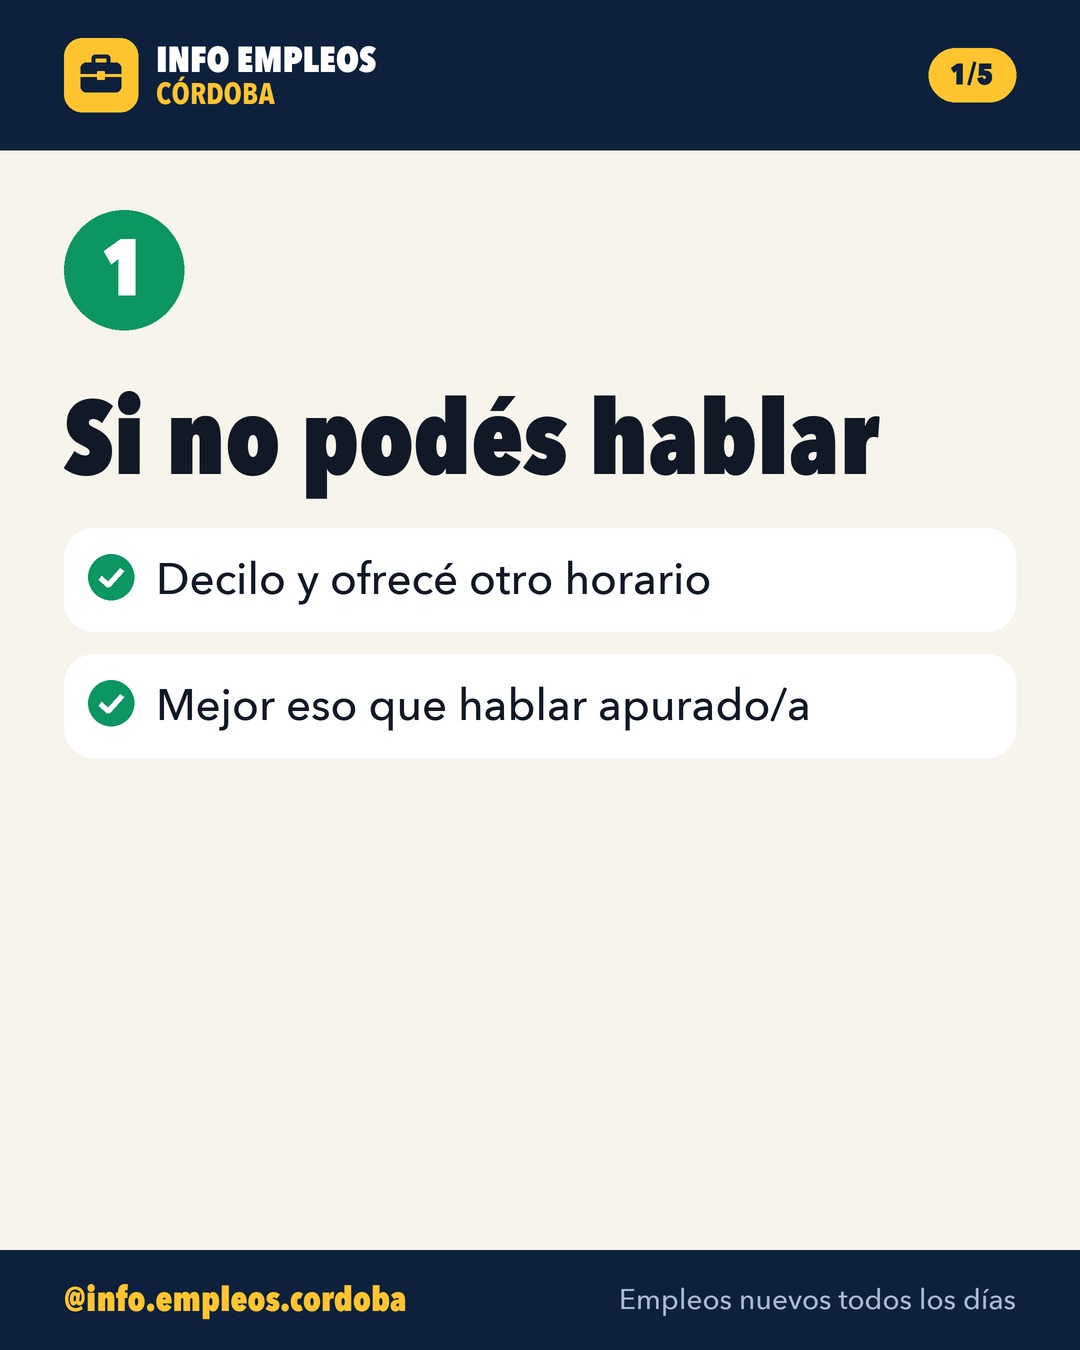 INFO EMPLEOS
CÓRDOBA
1/5
1
Si no podés hablar
Decilo y ofrecé otro horario
Mejor eso que hablar apurado/a
@info.empleos.cordoba
Empleos nuevos todos los días